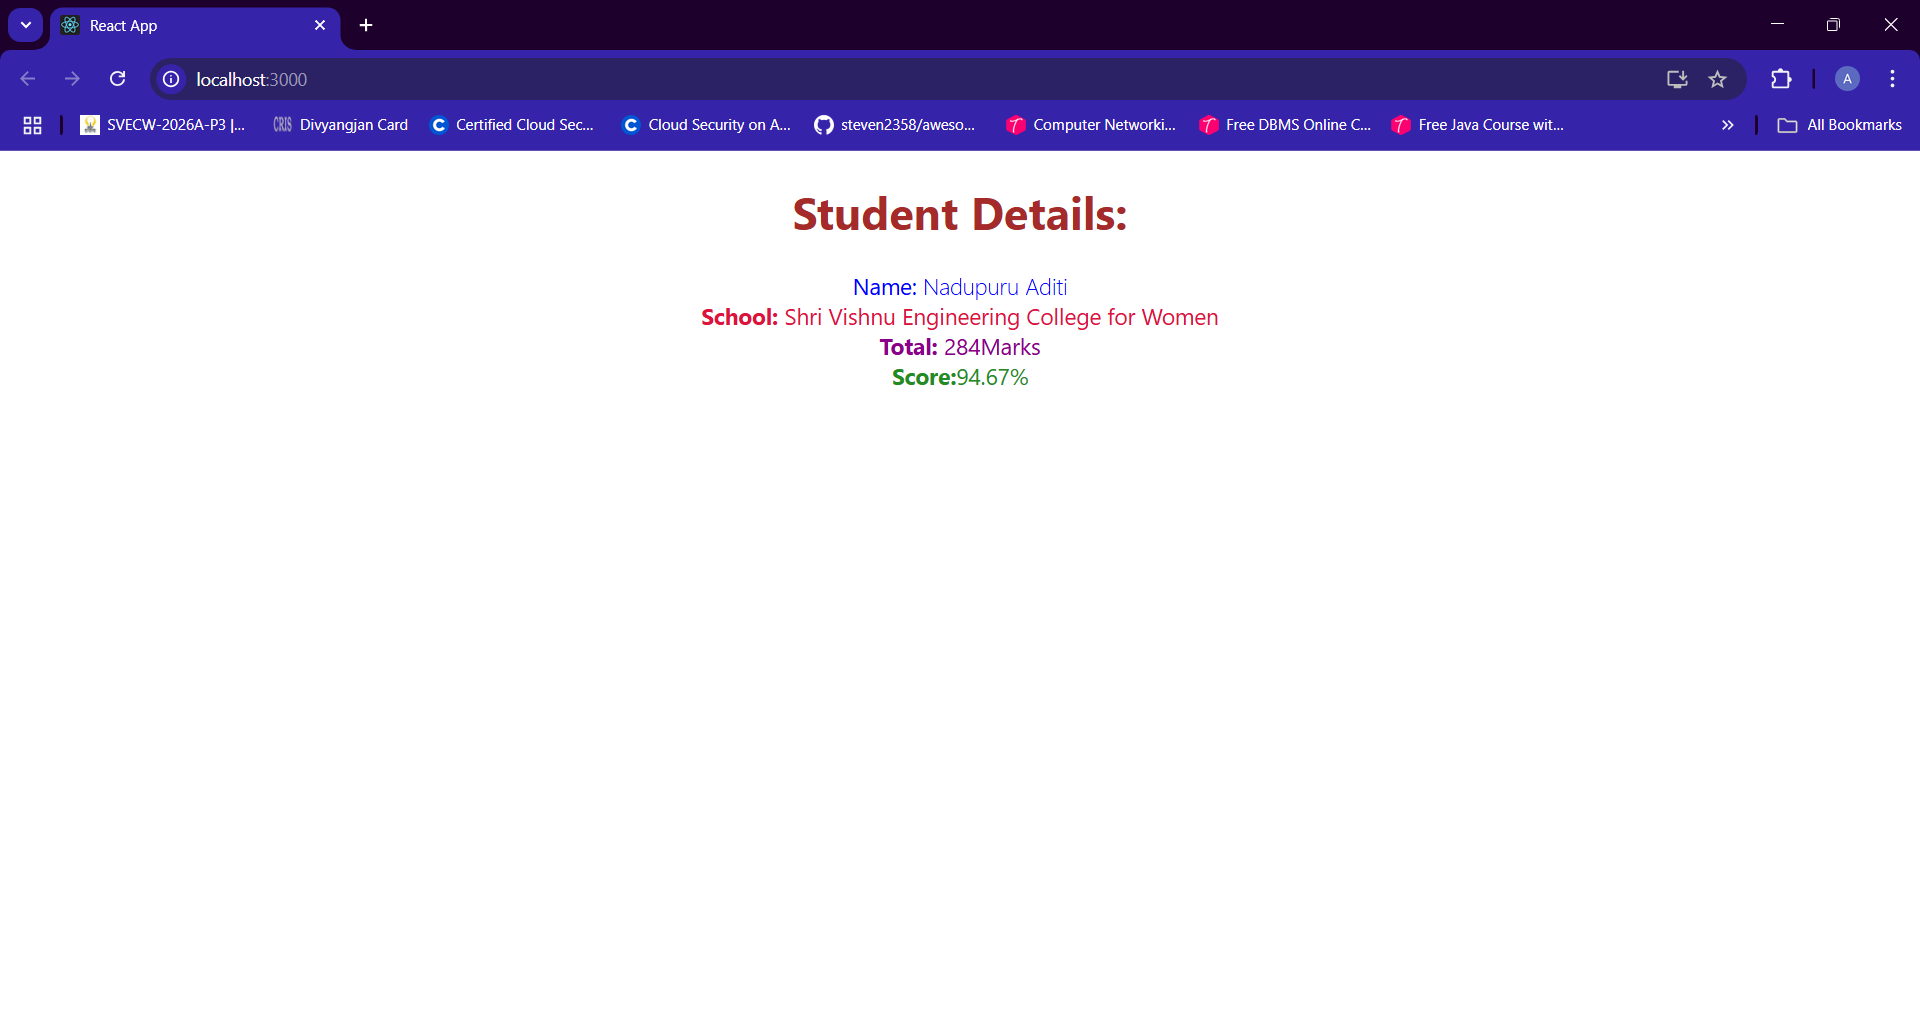 React App
localhost:3000
A
SVECW-2026A-P3 |...
CRIS Divyangjan Card
C Certified Cloud Sec...
C Cloud Security on A...
steven2358/aweso...
T Computer Networki...
T Free DBMS Online C...
T Free Java Course wit...
All Bookmarks
Student Details:
Name: Nadupuru Aditi
School: Shri Vishnu Engineering College for Women
Total: 284Marks
Score:94.67%